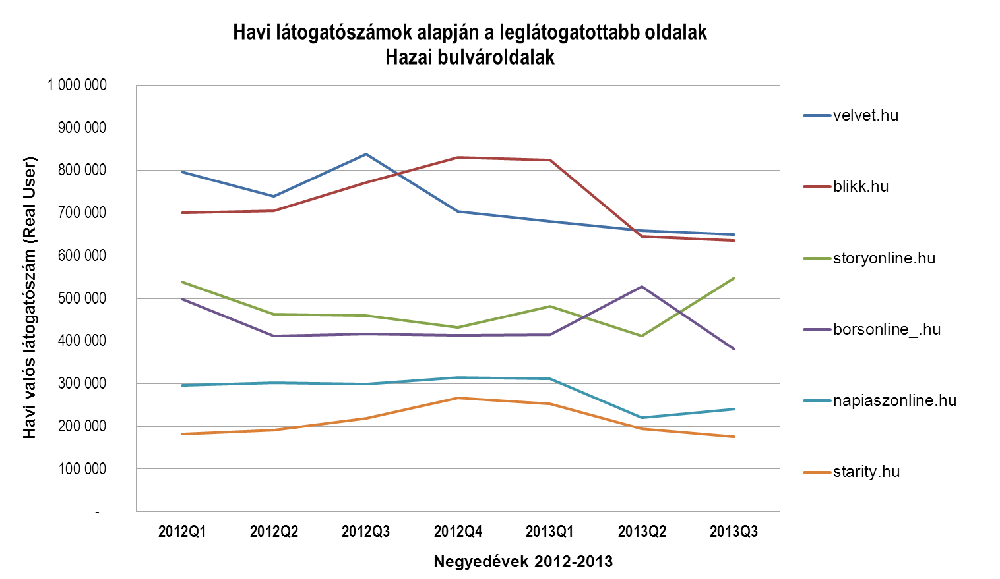 Havi látogatószámok alapján a leglátogatottabb oldalak
Hazai bulvároldalak
1 000 000
900 000
800 000
700 000
600 000
500 000
400 000
300 000
200 000
100 000
-
Havi valós látogatószám (Real User)
2012Q1
2012Q2
2012Q3
2012Q4
2013Q1
2013Q2
2013Q3
Negyedévek 2012-2013
velvet.hu
blikk.hu
storyonline.hu
borsonline_.hu
napiaszonline.hu
starity.hu